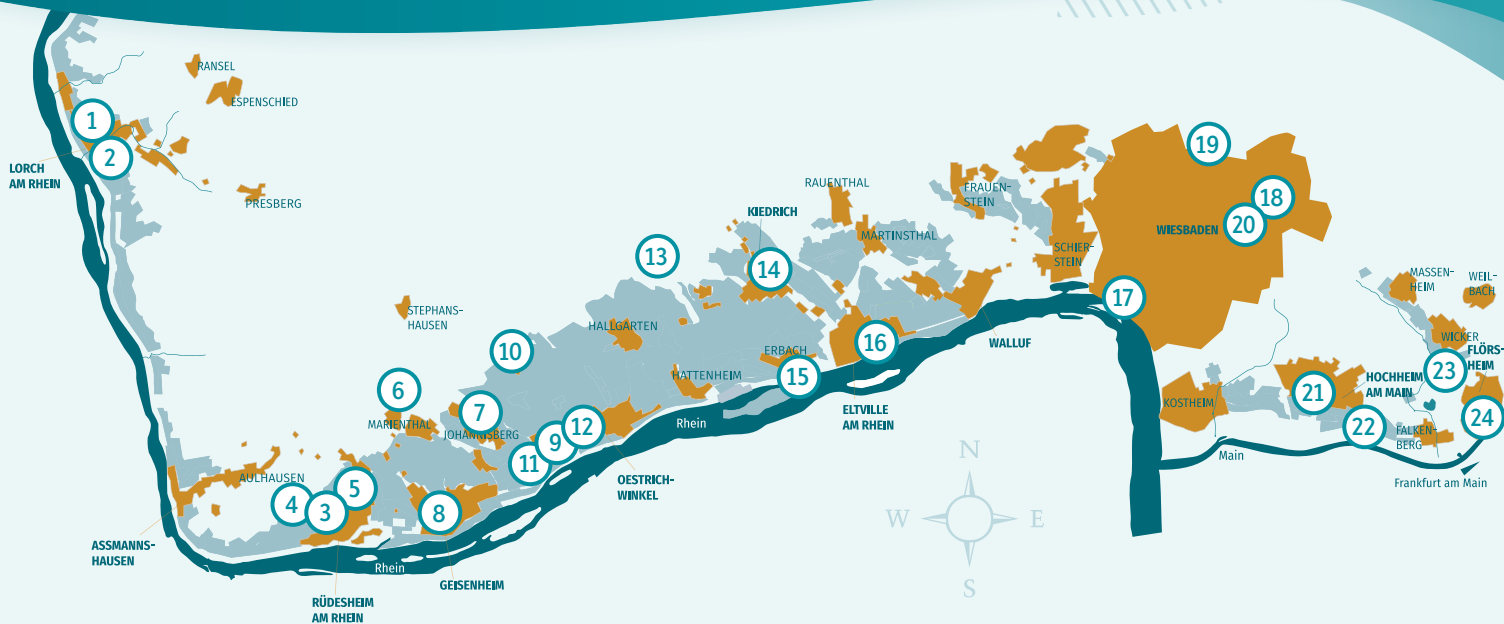 RANSEL
ESPENSCHIED
1
2
LORCH
AM RHEIN
PRESBERG
19
RAUENTHAL
KIEDRICH
FRAUEN-
STEIN
18
20
WIESBADEN
MARTINSTHAL
SCHIER-
STEIN
13
14
17
MASSEN-
HEIM
WEIL-
BACH
STEPHANS-
HAUSEN
HALLGARTEN
10
16
WALLUF
WICKER
FLÖRS-
HEIM
ERBACH
15
HATTENHEIM
23
6
7
MARIENTHAL
JOHANNISBERG
21
HOCHHEIM
AM MAIN
KOSTHEIM
24
12
9
11
Rhein
ELTVILLE
AM RHEIN
22
FALKEN-
BERG
Main
Frankfurt am Main
AULHAUSEN
5
4
3
8
OESTRICH-
WINKEL
N
W
E
S
ASSMANNS-
HAUSEN
Rhein
GEISENHEIM
RÜDESHEIM
AM RHEIN